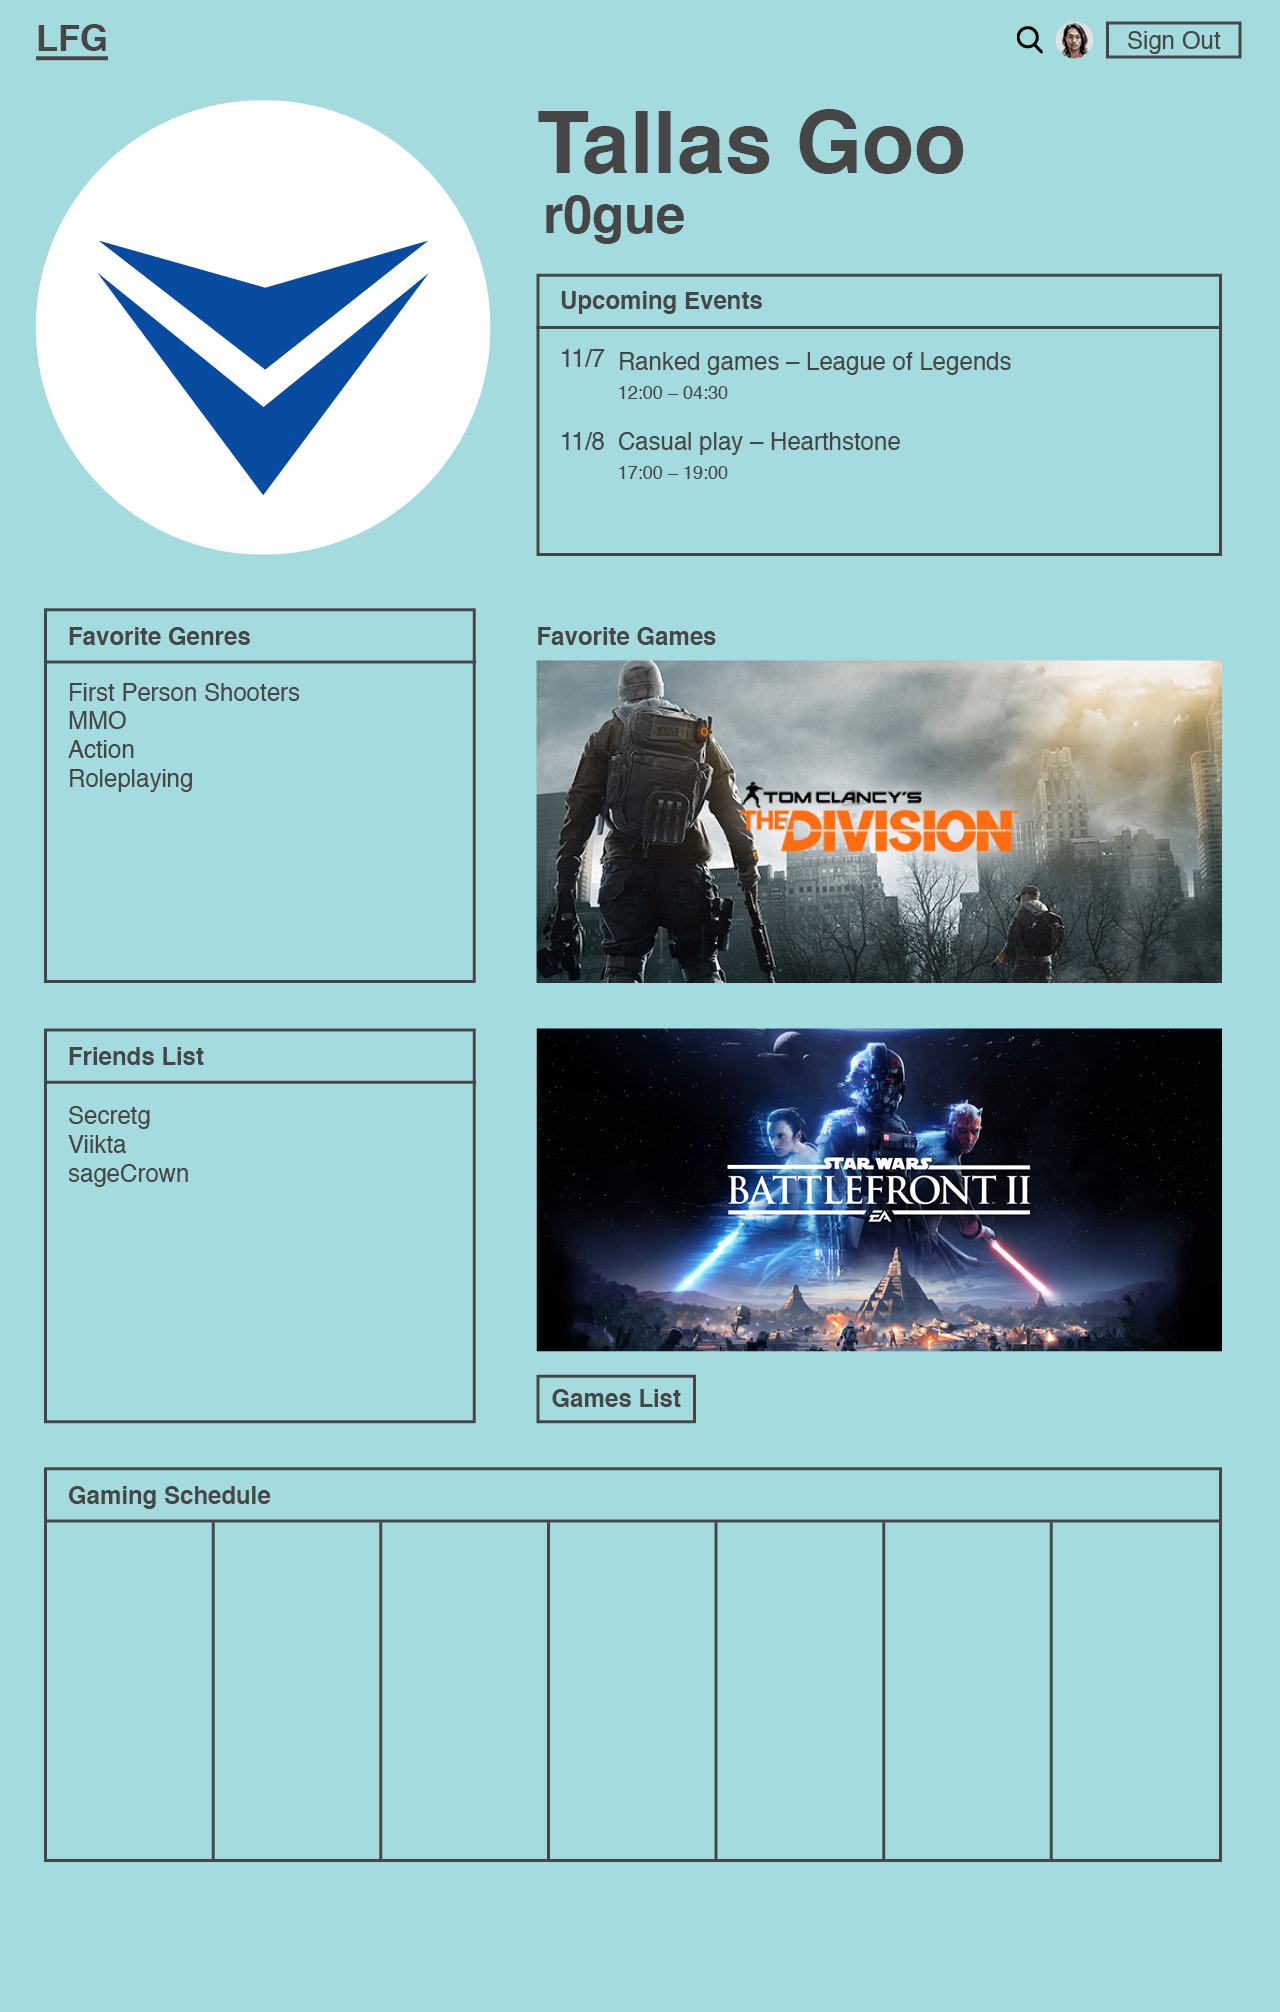 LFG
Sign Out
Tallas Goo
r0gue
Upcoming Events
11/7 Ranked games – League of Legends
12:00 – 04:30
11/8 Casual play – Hearthstone
17:00 – 19:00
Favorite Genres
First Person Shooters
MMO
Action
Roleplaying
Favorite Games
TOM CLANCY'S
THE DIVISION
Friends List
Secretg
Viikta
sageCrown
STAR WARS
BATTLEFRONT II
EA
Games List
Gaming Schedule